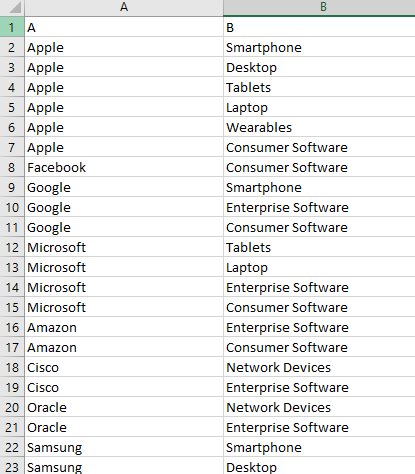 A B
1 A B
2 Apple Smartphone
3 Apple Desktop
4 Apple Tablets
5 Apple Laptop
6 Apple Wearables
7 Apple Consumer Software
8 Facebook Consumer Software
9 Google Smartphone
10 Google Enterprise Software
11 Google Consumer Software
12 Microsoft Tablets
13 Microsoft Laptop
14 Microsoft Enterprise Software
15 Microsoft Consumer Software
16 Amazon Enterprise Software
17 Amazon Consumer Software
18 Cisco Network Devices
19 Cisco Enterprise Software
20 Oracle Network Devices
21 Oracle Enterprise Software
22 Samsung Smartphone
23 Samsung Desktop